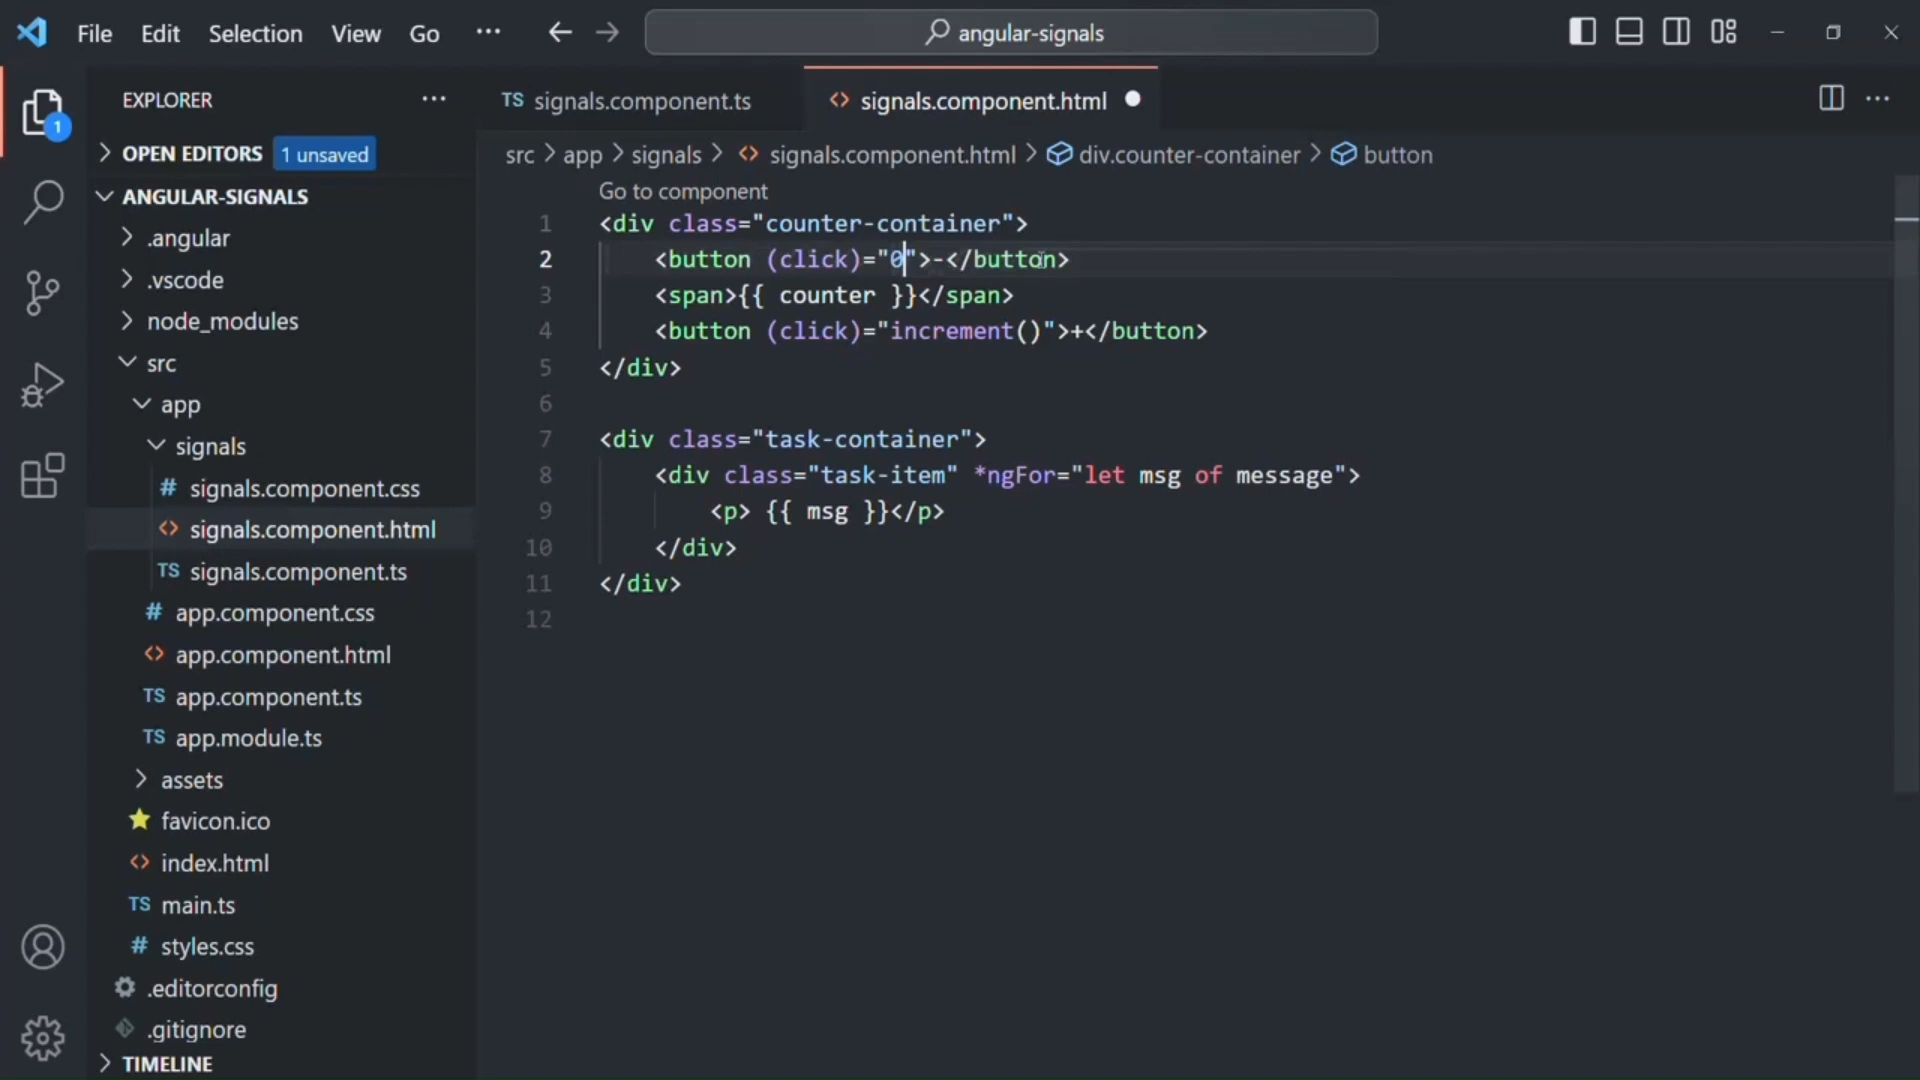 File Edit Selection View Go ··· angular-signals
EXPLORER ···
OPEN EDITORS 1 unsaved
ANGULAR-SIGNALS
.angular
.vscode
node_modules
src
app
signals
# signals.component.css
<> signals.component.html
TS signals.component.ts
# app.component.css
<> app.component.html
TS app.component.ts
TS app.module.ts
assets
favicon.ico
<> index.html
TS main.ts
# styles.css
.editorconfig
.gitignore
TIMELINE
1
TS signals.component.ts <> signals.component.html ···
src > app > signals > <> signals.component.html > div.counter-container > button
Go to component
1 <div class="counter-container">
2 <button (click)="0">-</button>
3 <span>{{ counter }}</span>
4 <button (click)="increment()">+</button>
5 </div>
6
7 <div class="task-container">
8 <div class="task-item" *ngFor="let msg of message">
9 <p> {{ msg }}</p>
10 </div>
11 </div>
12